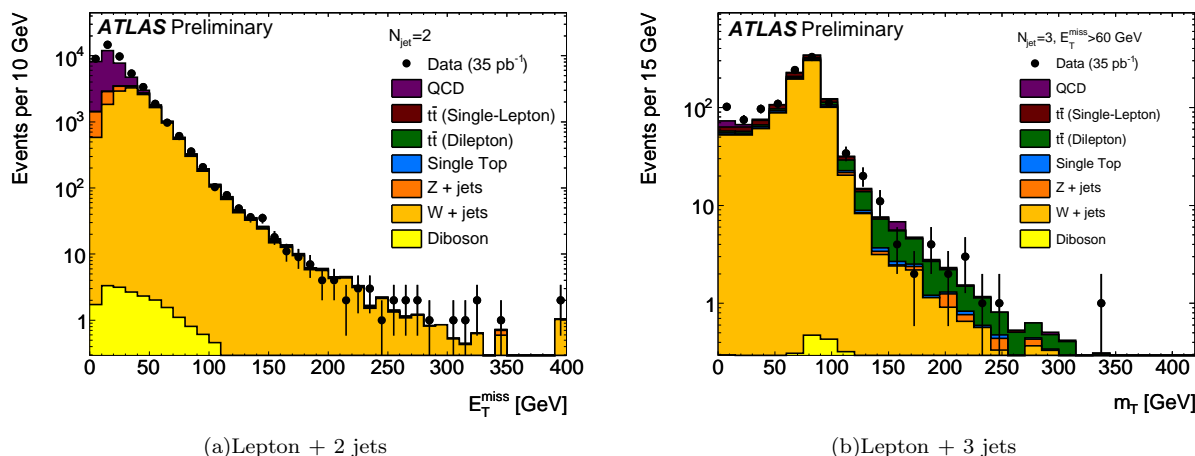 ATLAS Preliminary
N_jet=2
Data (35 pb⁻¹)
QCD
tt̄ (Single-Lepton)
tt̄ (Dilepton)
Single Top
Z + jets
W + jets
Diboson
Events per 10 GeV
10⁴
10³
10²
10
1
0 50 100 150 200 250 300 350 400
E_T^miss [GeV]
(a)Lepton + 2 jets
ATLAS Preliminary
N_jet=3, E_T^miss>60 GeV
Data (35 pb⁻¹)
QCD
tt̄ (Single-Lepton)
tt̄ (Dilepton)
Single Top
Z + jets
W + jets
Diboson
Events per 15 GeV
10²
10
1
0 50 100 150 200 250 300 350 400
m_T [GeV]
(b)Lepton + 3 jets